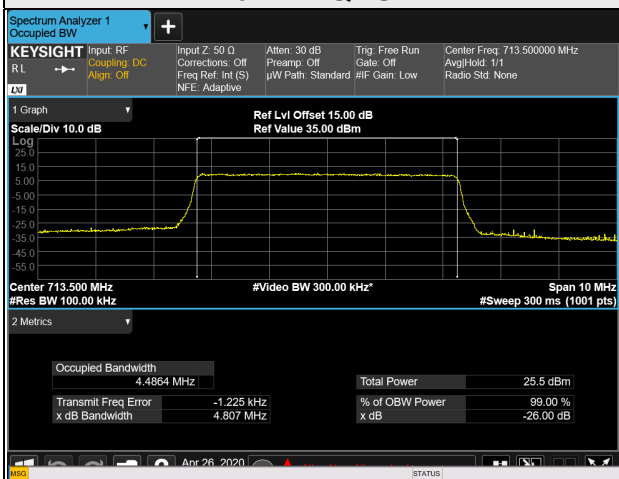 Spectrum Analyzer 1
Occupied BW
KEYSIGHT Input: RF Input Z: 50 Ω Atten: 30 dB Trig: Free Run Center Freq: 713.500000 MHz
R L Coupling: DC Corrections: Off Preamp: Off Gate: Off Avg|Hold: 1/1
Align: Off Freq Ref: Int (S) µW Path: Standard #IF Gain: Low Radio Std: None
LXI NFE: Adaptive
1 Graph Ref Lvl Offset 15.00 dB
Scale/Div 10.0 dB Ref Value 35.00 dBm
Log
25.0
15.0
5.00
-5.00
-15.0
-25.0
-35.0
-45.0
-55.0
Center 713.500 MHz #Video BW 300.00 kHz* Span 10 MHz
#Res BW 100.00 kHz #Sweep 300 ms (1001 pts)
2 Metrics
Occupied Bandwidth
4.4864 MHz Total Power 25.5 dBm
Transmit Freq Error -1.225 kHz % of OBW Power 99.00 %
x dB Bandwidth 4.807 MHz x dB -26.00 dB
Apr 26, 2020
MSG STATUS